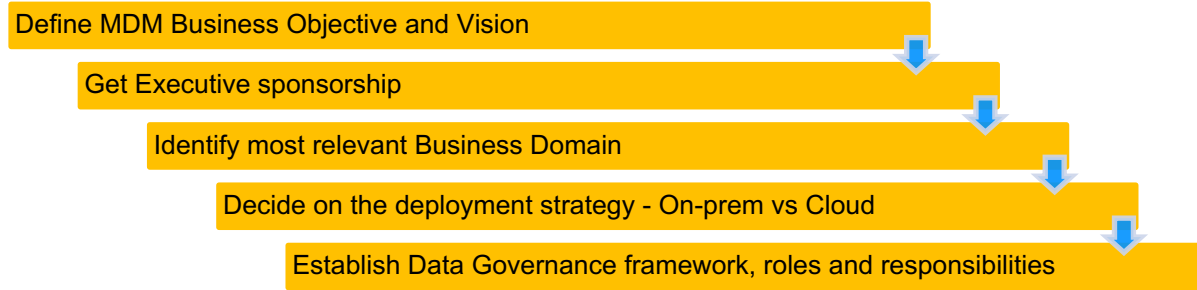 Define MDM Business Objective and Vision
Get Executive sponsorship
Identify most relevant Business Domain
Decide on the deployment strategy - On-prem vs Cloud
Establish Data Governance framework, roles and responsibilities